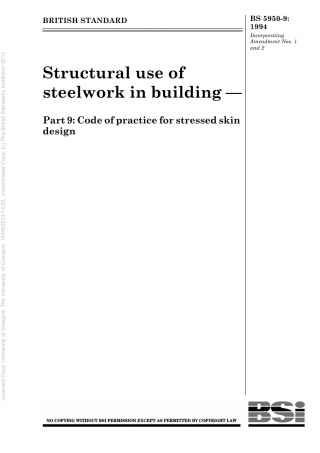 BRITISH STANDARD
BS 5950-9:
1994
Incorporating
Amendment Nos. 1
and 2
Structural use of
steelwork in building —
Part 9: Code of practice for stressed skin
design
Licensed Copy: University of Glasgow, The University of Glasgow, 14/03/2013 14:03, Uncontrolled Copy, (c) The British Standards Institution 2013
NO COPYING WITHOUT BSI PERMISSION EXCEPT AS PERMITTED BY COPYRIGHT LAW
BSi